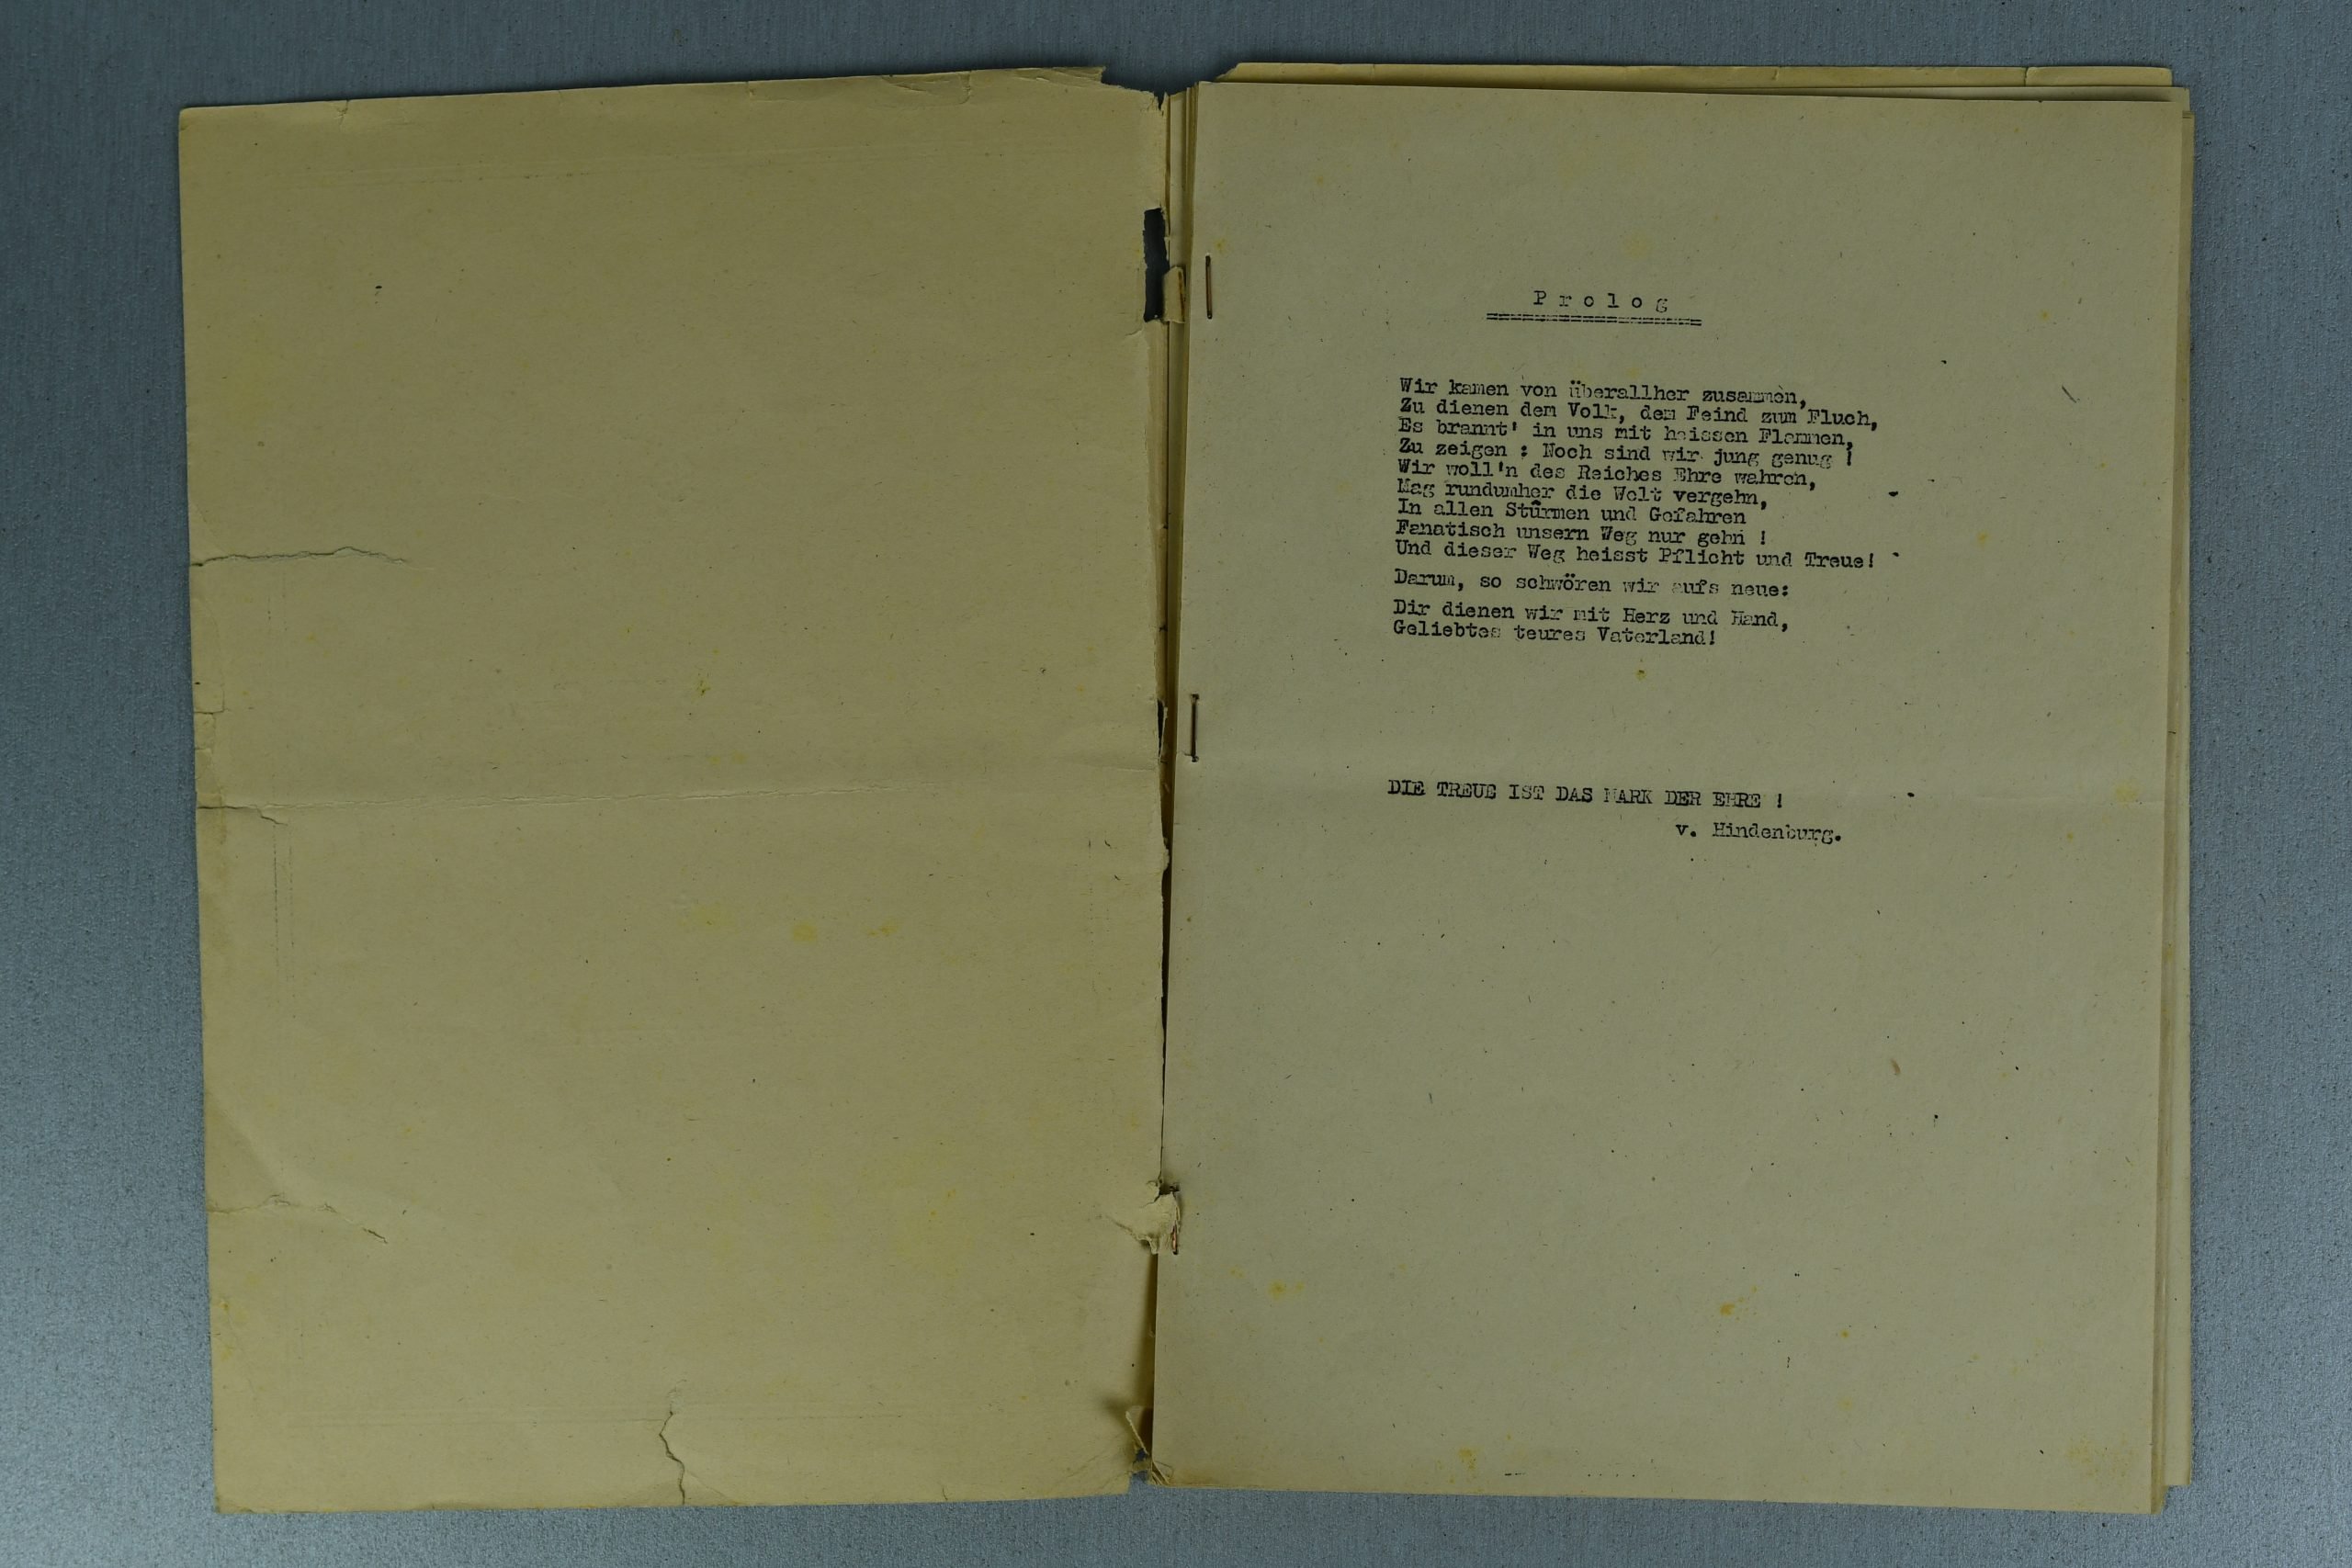 P r o l o g
Wir kamen von überallher zusammen,
Zu dienen dem Volk, dem Feind zum Fluch,
Es brannt' in uns mit heissen Flammen,
Zu zeigen : Noch sind wir jung genug !
Wir woll'n des Reiches Ehre wahren,
Mag rundumher die Welt vergehn,
In allen Stürmen und Gefahren
Fanatisch unsern Weg nur gehn !
Und dieser Weg heisst Pflicht und Treue!
Darum, so schwören wir aufs neue:
Dir dienen wir mit Herz und Hand,
Geliebtes teures Vaterland!
DIE TREUE IST DAS MARK DER EHRE !
v. Hindenburg.